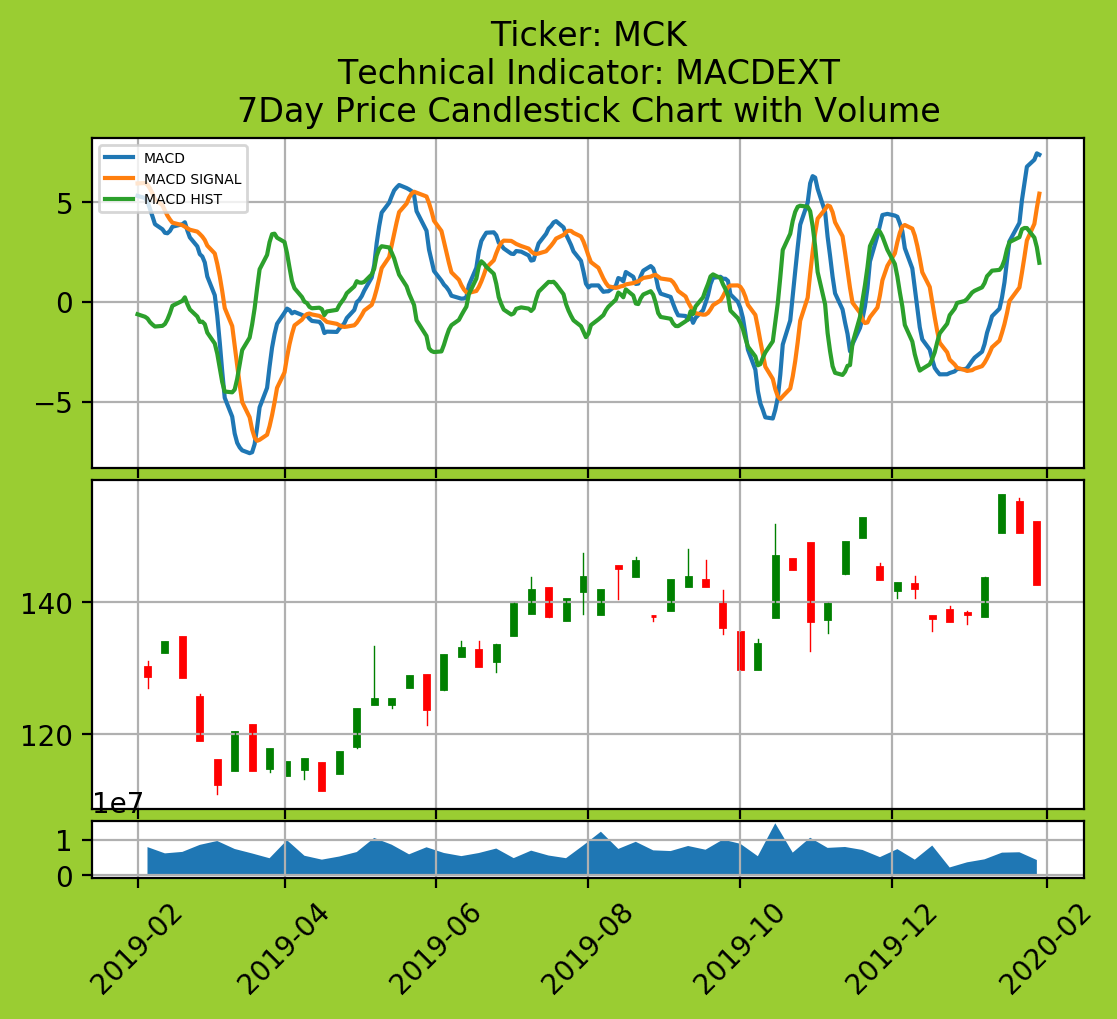 Ticker: MCK
Technical Indicator: MACDEXT
7Day Price Candlestick Chart with Volume
MACD
MACD SIGNAL
MACD HIST
5
0
−5
140
120
1e7
1
0
2019-02
2019-04
2019-06
2019-08
2019-10
2019-12
2020-02